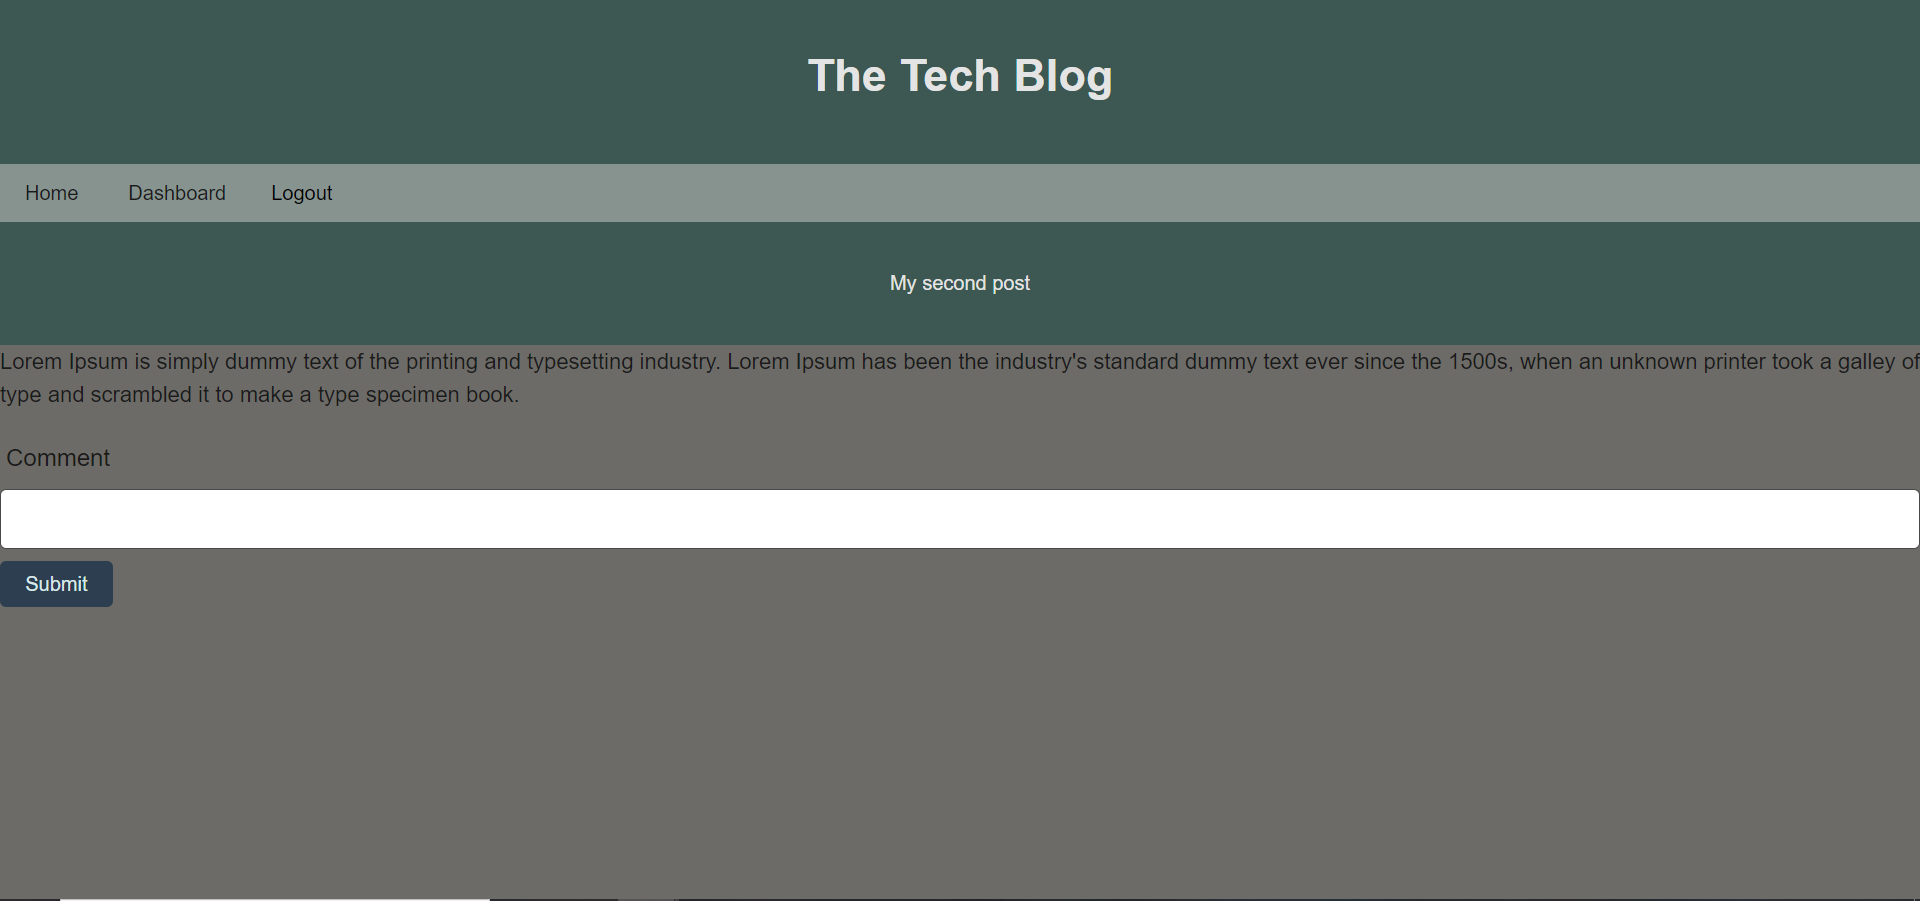 The Tech Blog
Home Dashboard Logout
My second post
Lorem Ipsum is simply dummy text of the printing and typesetting industry. Lorem Ipsum has been the industry's standard dummy text ever since the 1500s, when an unknown printer took a galley of
type and scrambled it to make a type specimen book.
Comment
Submit